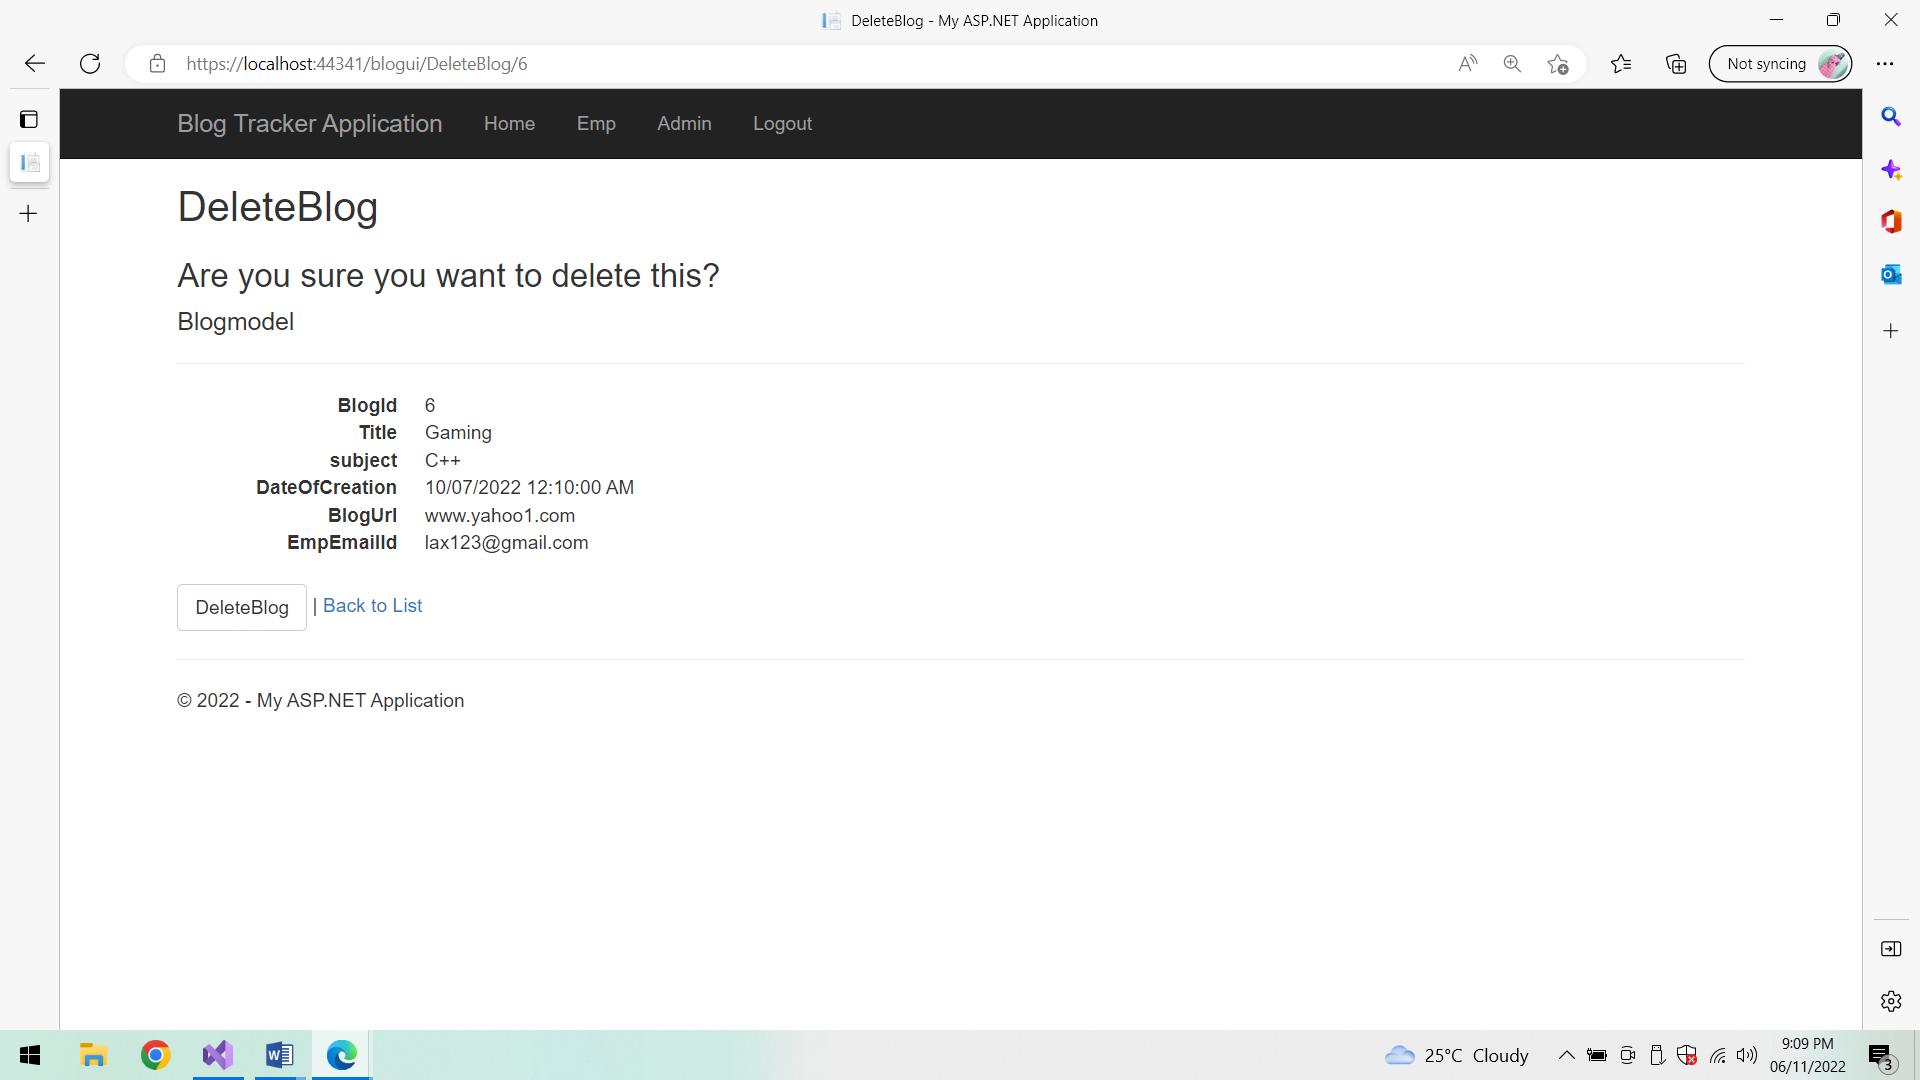 DeleteBlog - My ASP.NET Application
https://localhost:44341/blogui/DeleteBlog/6
Not syncing
Blog Tracker Application Home Emp Admin Logout
DeleteBlog
Are you sure you want to delete this?
Blogmodel
BlogId 6
Title Gaming
subject C++
DateOfCreation 10/07/2022 12:10:00 AM
BlogUrl www.yahoo1.com
EmpEmailId lax123@gmail.com
DeleteBlog | Back to List
© 2022 - My ASP.NET Application
25°C Cloudy
9:09 PM
06/11/2022
3